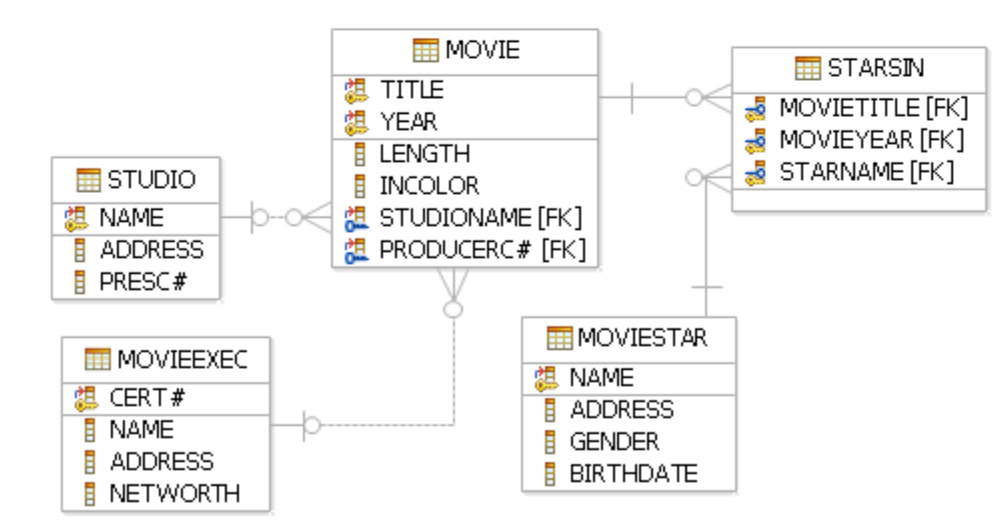 MOVIE
TITLE
YEAR
LENGTH
INCOLOR
STUDIONAME [FK]
PRODUCERC# [FK]
STARSIN
MOVIETITLE [FK]
MOVIEYEAR [FK]
STARNAME [FK]
STUDIO
NAME
ADDRESS
PRESC#
MOVIEEXEC
CERT#
NAME
ADDRESS
NETWORTH
MOVIESTAR
NAME
ADDRESS
GENDER
BIRTHDATE